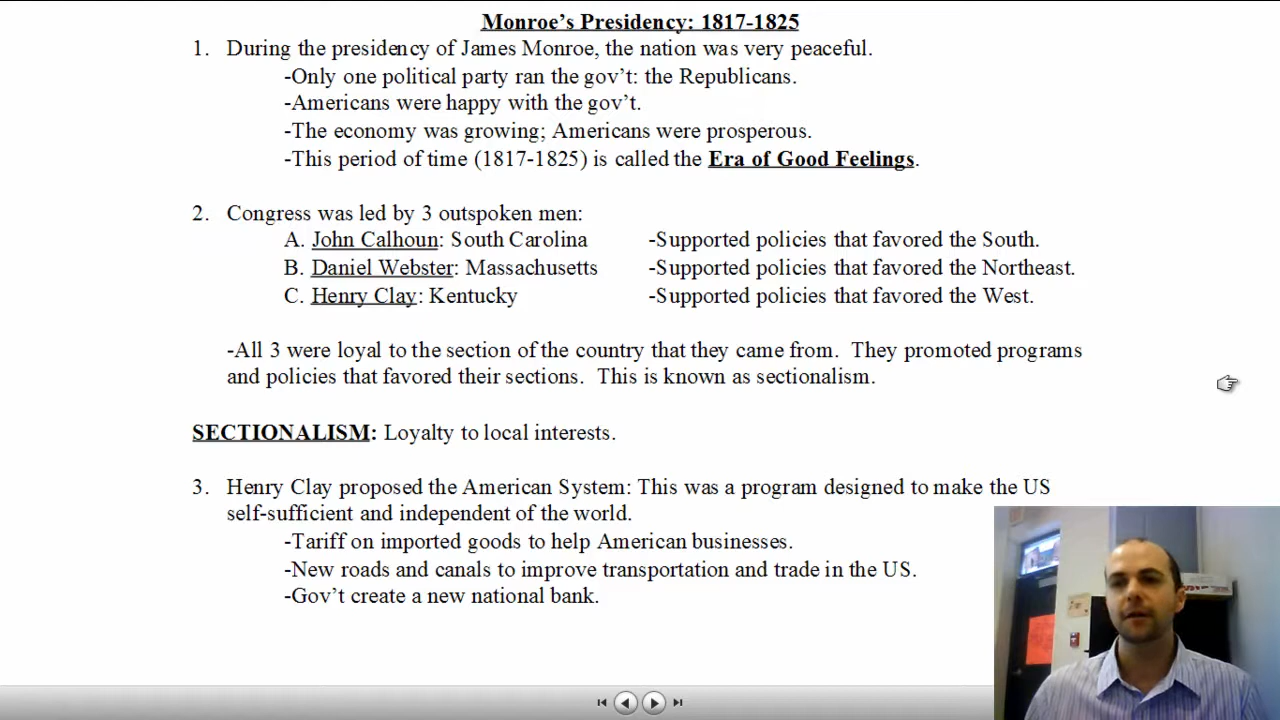 Monroe’s Presidency: 1817-1825
1. During the presidency of James Monroe, the nation was very peaceful.
-Only one political party ran the gov’t: the Republicans.
-Americans were happy with the gov’t.
-The economy was growing; Americans were prosperous.
-This period of time (1817-1825) is called the Era of Good Feelings.
2. Congress was led by 3 outspoken men:
A. John Calhoun: South Carolina -Supported policies that favored the South.
B. Daniel Webster: Massachusetts -Supported policies that favored the Northeast.
C. Henry Clay: Kentucky -Supported policies that favored the West.
-All 3 were loyal to the section of the country that they came from. They promoted programs
and policies that favored their sections. This is known as sectionalism.
SECTIONALISM: Loyalty to local interests.
3. Henry Clay proposed the American System: This was a program designed to make the US
self-sufficient and independent of the world.
-Tariff on imported goods to help American businesses.
-New roads and canals to improve transportation and trade in the US.
-Gov’t create a new national bank.